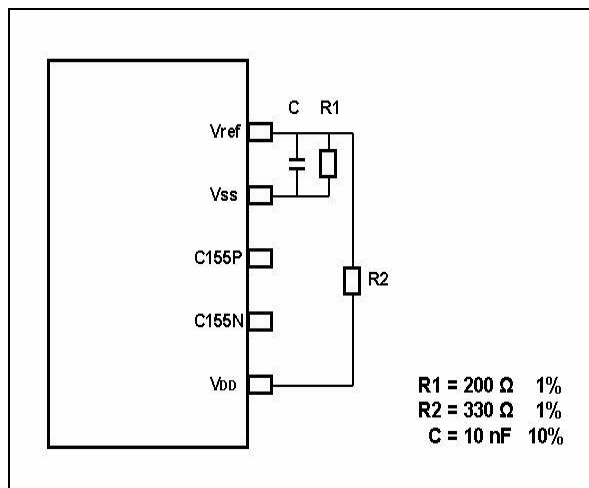 C R1
Vref
Vss
C155P
R2
C155N
VDD
R1 = 200 Ω 1%
R2 = 330 Ω 1%
C = 10 nF 10%